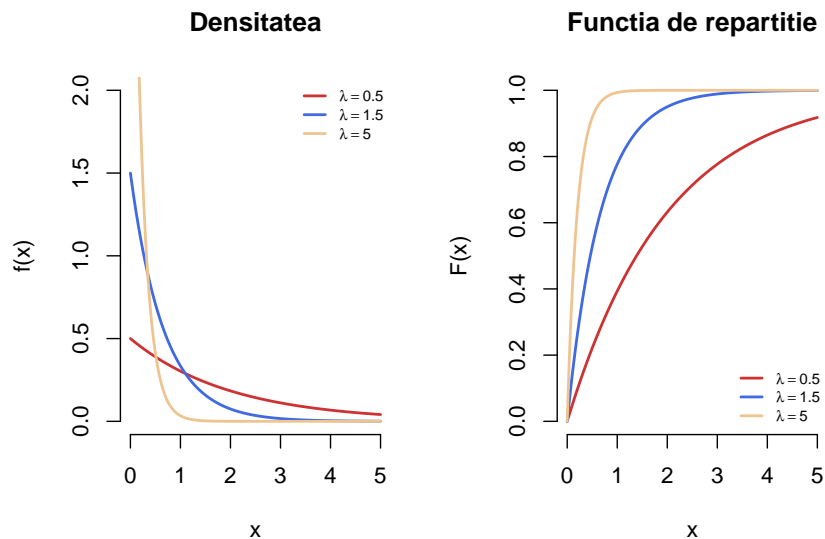 Densitatea
f(x)
2.0
1.5
1.0
0.5
0.0
λ = 0.5
λ = 1.5
λ = 5
0 1 2 3 4 5
x
Functia de repartitie
F(x)
1.0
0.8
0.6
0.4
0.2
0.0
λ = 0.5
λ = 1.5
λ = 5
0 1 2 3 4 5
x